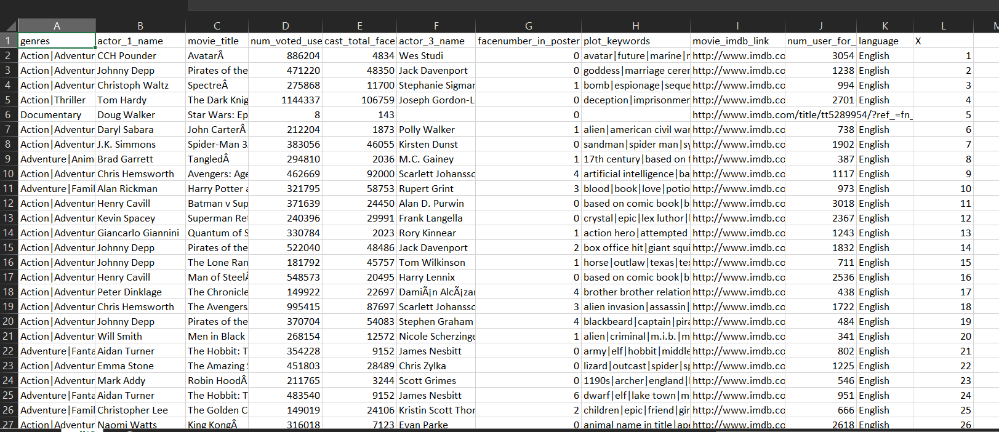 A B C D E F G H I J K L
1 genres actor_1_name movie_title num_voted_use cast_total_face actor_3_name facenumber_in_poster plot_keywords movie_imdb_link num_user_for_ language X
2 Action|Adventur CCH Pounder AvatarÂ 886204 4834 Wes Studi 0 avatar|future|marine| http://www.imdb.co 3054 English 1
3 Action|Adventur Johnny Depp Pirates of the 471220 48350 Jack Davenport 0 goddess|marriage cerer http://www.imdb.co 1238 English 2
4 Action|Adventur Christoph Waltz SpectreÂ 275868 11700 Stephanie Sigmar 1 bomb|espionage|seque http://www.imdb.co 994 English 3
5 Action|Thriller Tom Hardy The Dark Knig 1144337 106759 Joseph Gordon-L 0 deception|imprisonmer http://www.imdb.co 2701 English 4
6 Documentary Doug Walker Star Wars: Ep 8 143 0 http://www.imdb.com/title/tt5289954/?ref_=fn_ 5
7 Action|Adventur Daryl Sabara John CarterÂ 212204 1873 Polly Walker 1 alien|american civil war http://www.imdb.co 738 English 6
8 Action|Adventur J.K. Simmons Spider-Man 3 383056 46055 Kirsten Dunst 0 sandman|spider man|sy http://www.imdb.co 1902 English 7
9 Adventure|Anim Brad Garrett TangledÂ 294810 2036 M.C. Gainey 1 17th century|based on http://www.imdb.co 387 English 8
10 Action|Adventur Chris Hemsworth Avengers: Age 462669 92000 Scarlett Johanssc 4 artificial intelligence|ba http://www.imdb.co 1117 English 9
11 Adventure|Famil Alan Rickman Harry Potter a 321795 58753 Rupert Grint 3 blood|book|love|potio http://www.imdb.co 973 English 10
12 Action|Adventur Henry Cavill Batman v Sup 371639 24450 Alan D. Purwin 0 based on comic book|b http://www.imdb.co 3018 English 11
13 Action|Adventur Kevin Spacey Superman Ret 240396 29991 Frank Langella 0 crystal|epic|lex luthor| http://www.imdb.co 2367 English 12
14 Action|Adventur Giancarlo Giannini Quantum of S 330784 2023 Rory Kinnear 1 action hero|attempted http://www.imdb.co 1243 English 13
15 Action|Adventur Johnny Depp Pirates of the 522040 48486 Jack Davenport 2 box office hit|giant squi http://www.imdb.co 1832 English 14
16 Action|Adventur Johnny Depp The Lone Ran 181792 45757 Tom Wilkinson 1 horse|outlaw|texas|te http://www.imdb.co 711 English 15
17 Action|Adventur Henry Cavill Man of SteelÂ 548573 20495 Harry Lennix 0 based on comic book|b http://www.imdb.co 2536 English 16
18 Action|Adventur Peter Dinklage The Chronicle 149922 22697 DamiÃ¡n AlcÃ¡zar 4 brother brother relation http://www.imdb.co 438 English 17
19 Action|Adventur Chris Hemsworth The Avengers 995415 87697 Scarlett Johanssc 3 alien invasion|assassin| http://www.imdb.co 1722 English 18
20 Action|Adventur Johnny Depp Pirates of the 370704 54083 Stephen Graham 4 blackbeard|captain|pira http://www.imdb.co 484 English 19
21 Action|Adventur Will Smith Men in Black 268154 12572 Nicole Scherzinge 1 alien|criminal|m.i.b.|m http://www.imdb.co 341 English 20
22 Adventure|Fanta Aidan Turner The Hobbit: T 354228 9152 James Nesbitt 0 army|elf|hobbit|middle http://www.imdb.co 802 English 21
23 Action|Adventur Emma Stone The Amazing 451803 28489 Chris Zylka 0 lizard|outcast|spider|sp http://www.imdb.co 1225 English 22
24 Action|Adventur Mark Addy Robin HoodÂ 211765 3244 Scott Grimes 0 1190s|archer|england| http://www.imdb.co 546 English 23
25 Adventure|Fanta Aidan Turner The Hobbit: T 483540 9152 James Nesbitt 6 dwarf|elf|lake town|m http://www.imdb.co 951 English 24
26 Adventure|Famil Christopher Lee The Golden C 149019 24106 Kristin Scott Thor 2 children|epic|friend|gir http://www.imdb.co 666 English 25
27 Action|Adventur Naomi Watts King KongÂ 316018 7123 Evan Parke 0 animal name in title|ape http://www.imdb.co 2618 English 26